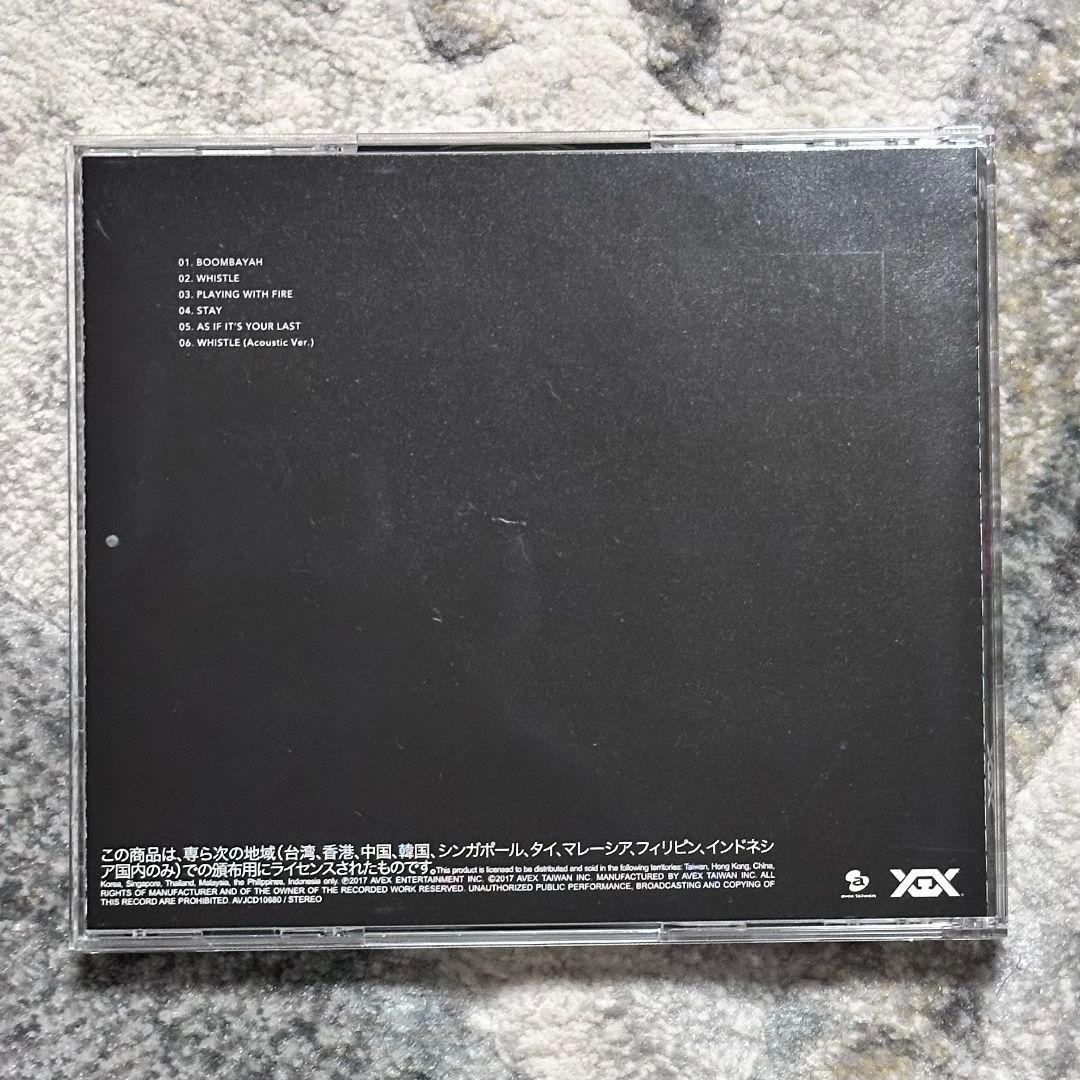 01. BOOMBAYAH
02. WHISTLE
03. PLAYING WITH FIRE
04. STAY
05. AS IF IT'S YOUR LAST
06. WHISTLE (Acoustic Ver.)
この商品は、専ら次の地域(台湾、香港、中国、韓国、シンガポール、タイ、マレーシア、フィリピン、インドネシ
ア国内のみ)での頒布用にライセンスされたものです。This product is licensed to be distributed and sold in the following territories: Taiwan, Hong Kong, China,
Korea, Singapore, Thailand, Malaysia, the Philippines, Indonesia only. ℗2017 AVEX ENTERTAINMENT INC. ©2017 AVEX TAIWAN INC. MANUFACTURED BY AVEX TAIWAN INC. ALL
RIGHTS OF MANUFACTURER AND OF THE OWNER OF THE RECORDED WORK RESERVED. UNAUTHORIZED PUBLIC PERFORMANCE, BROADCASTING AND COPYING OF
THIS RECORD ARE PROHIBITED. AVJCD10680 / STEREO
a
AVEX TAIWAN
YGEX